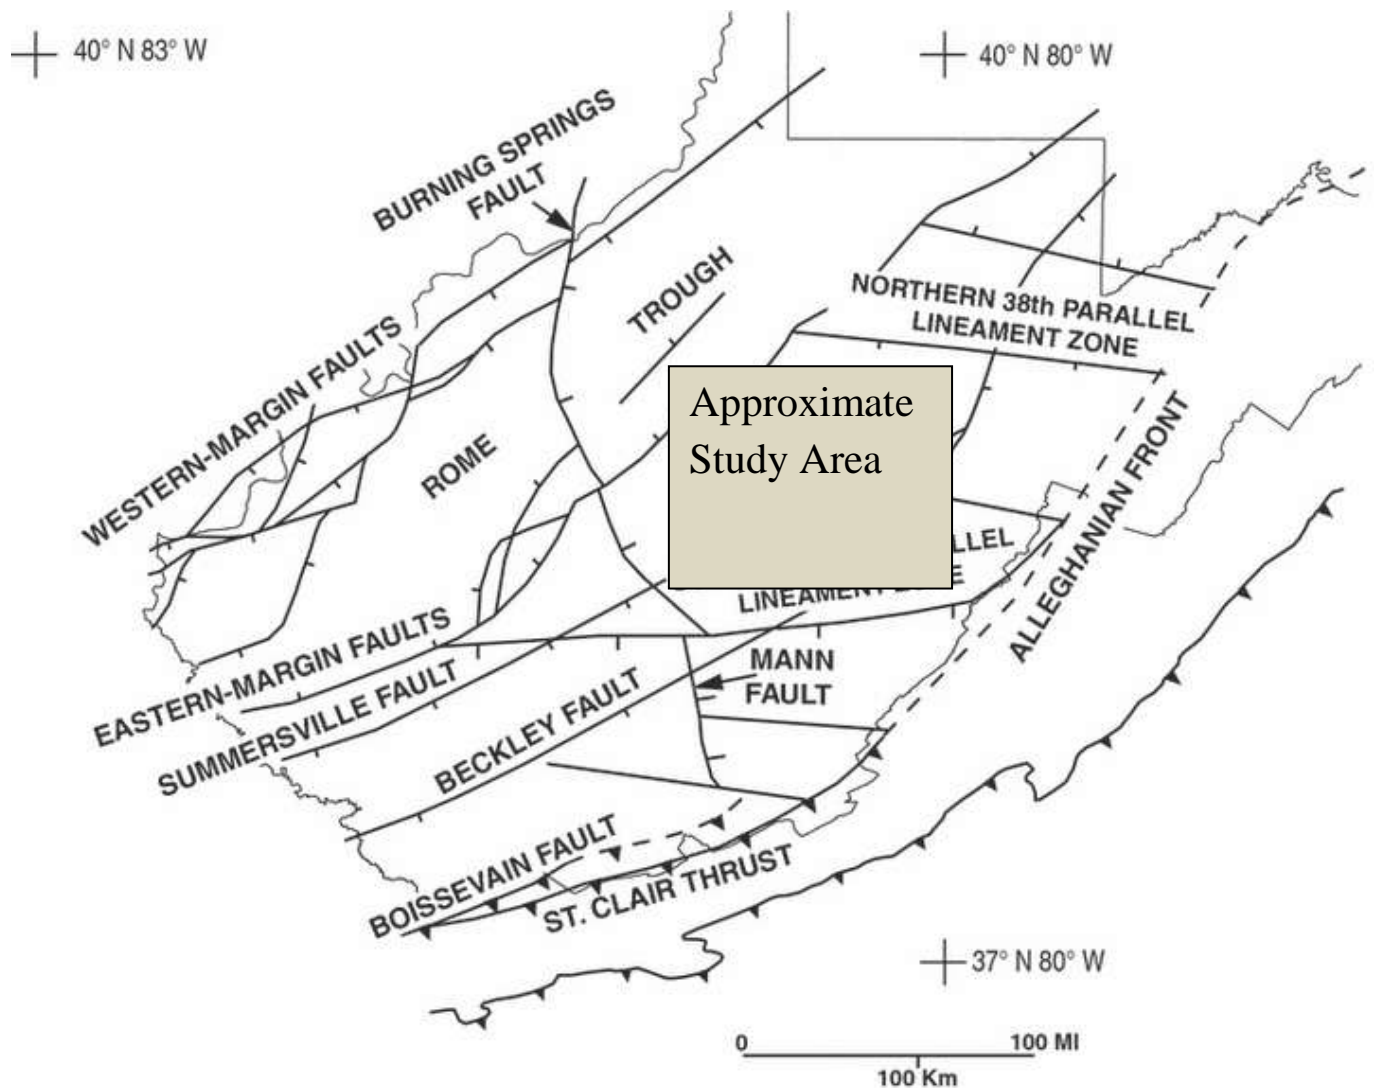 40° N 83° W
40° N 80° W
BURNING SPRINGS
FAULT
TROUGH
NORTHERN 38th PARALLEL
LINEAMENT ZONE
WESTERN-MARGIN FAULTS
Approximate
Study Area
ROME
ALLEGHANIAN FRONT
LINEAMENT
EASTERN-MARGIN FAULTS
MANN
FAULT
SUMMERSVILLE FAULT
BECKLEY FAULT
BOISSEVAIN FAULT
ST. CLAIR THRUST
37° N 80° W
0 100 MI
100 Km